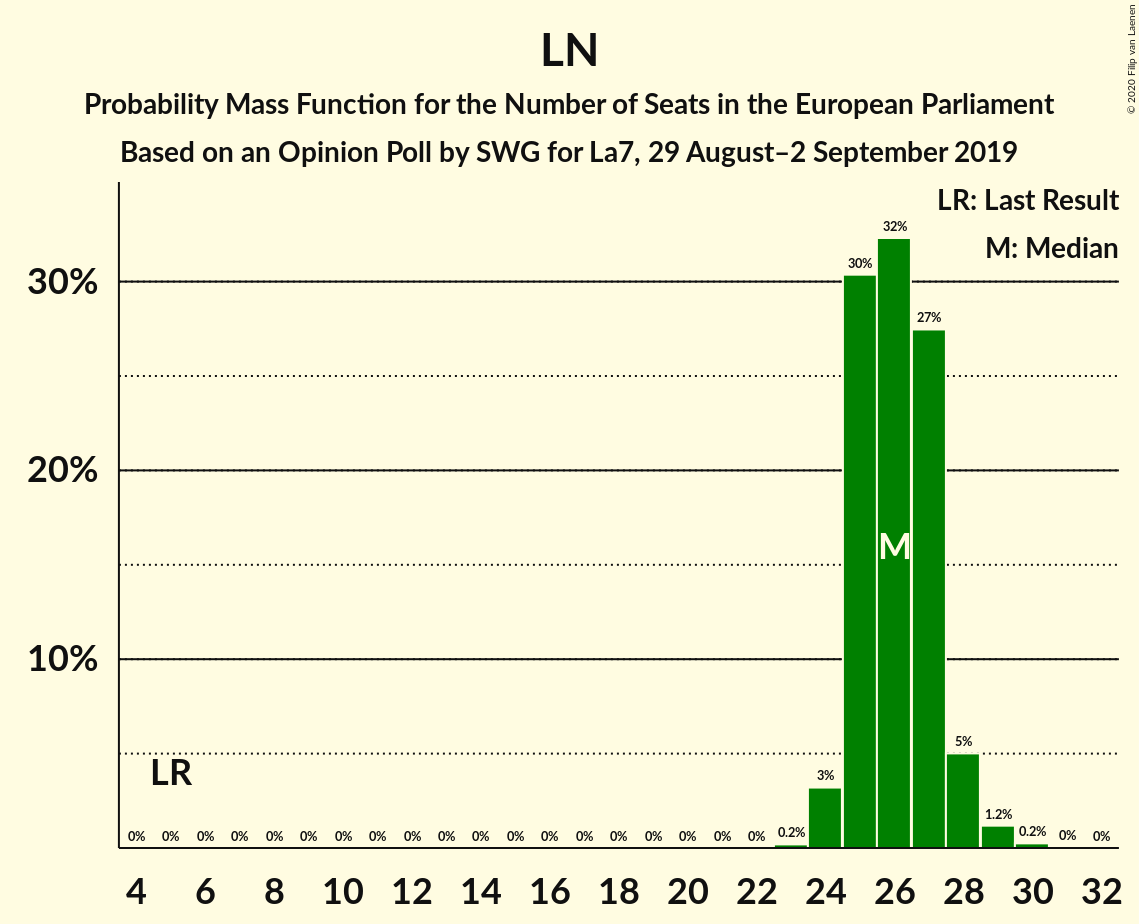 LN
Probability Mass Function for the Number of Seats in the European Parliament
Based on an Opinion Poll by SWG for La7, 29 August–2 September 2019
© 2020 Filip van Laenen
LR: Last Result
M: Median
32%
30%
27%
30%
20%
M
10%
5%
LR
3%
1.2%
0% 0% 0% 0% 0% 0% 0% 0% 0% 0% 0% 0% 0% 0% 0% 0% 0% 0% 0% 0.2% 0.2% 0% 0%
4 6 8 10 12 14 16 18 20 22 24 26 28 30 32